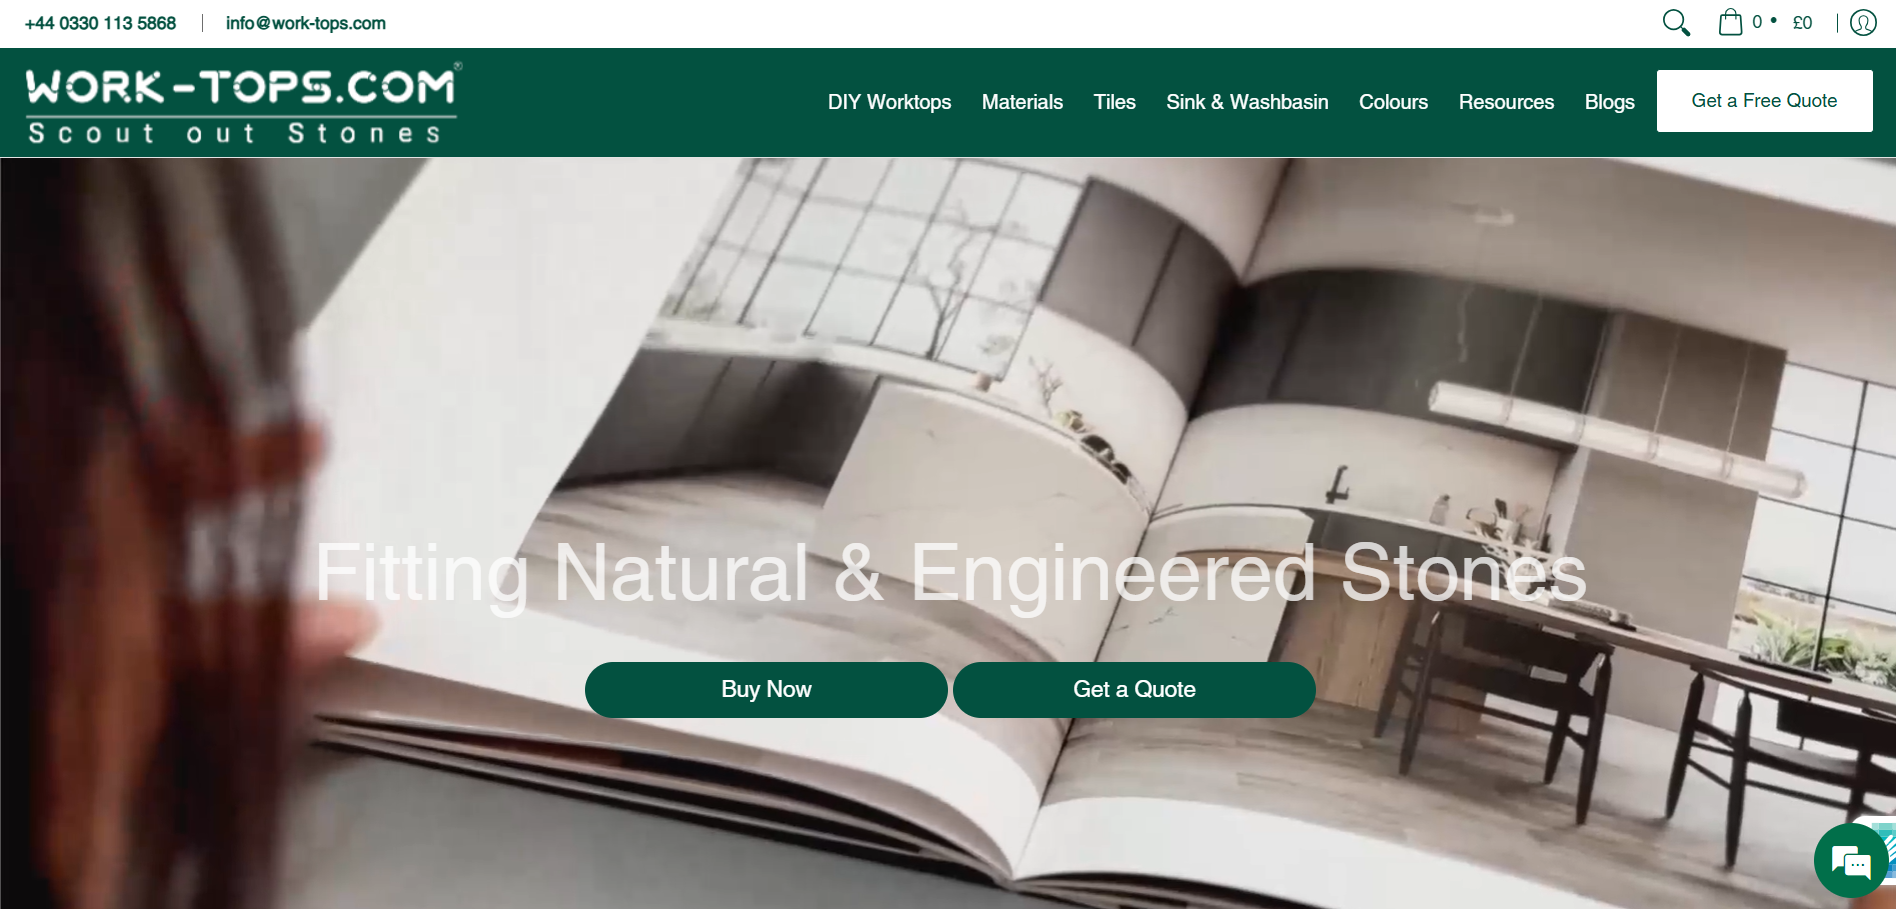 +44 0330 113 5868 | info@work-tops.com
0 • £0
WORK-TOPS.COM®
Scout out Stones
DIY Worktops Materials Tiles Sink & Washbasin Colours Resources Blogs Get a Free Quote
Fitting Natural & Engineered Stones
Buy Now Get a Quote